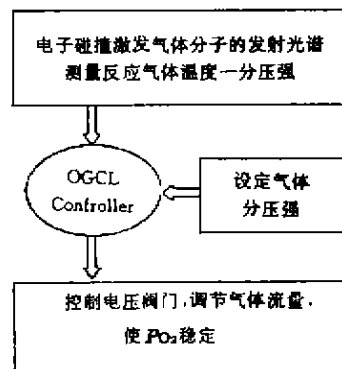 电子碰撞激发气体分子的发射光谱
测量反应气体温度一分压强
OGCL
Controller
设定气体
分压强
控制电压阀门,调节气体流量,
使PO₂稳定